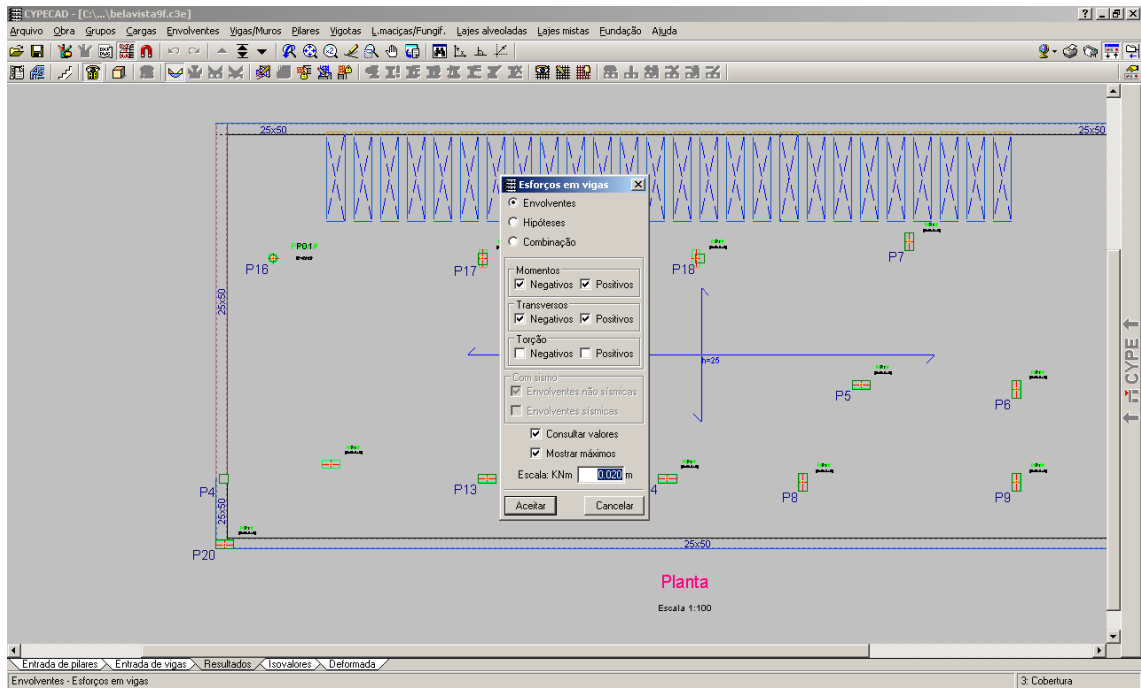 CYPECAD - [C:\...\belavista9f.c3e]
Arquivo Obra Grupos Cargas Envolventes Vigas/Muros Pilares Vigotas L.maciças/Fungif. Lajes alveoladas Lajes mistas Fundação Ajuda
25x50
25x50
Esforços em vigas
Envolventes
Hipóteses
Combinação
Momentos
Negativos Positivos
Transversos
Negativos Positivos
Torção
Negativos Positivos
Com sismo
Envolventes não sísmicas
Envolventes sísmicas
Consultar valores
Mostrar máximos
Escala: KNm 0.020 m
Aceitar Cancelar
P01
P16
P17
P18
P7
25x50
h=25
P5
P6
P4
P13
4
P8
P9
25x50
P20
25x50
Planta
Escala 1:100
CYPE
Entrada de pilares Entrada de vigas Resultados Isovalores Deformada
Envolventes - Esforços em vigas
3: Cobertura